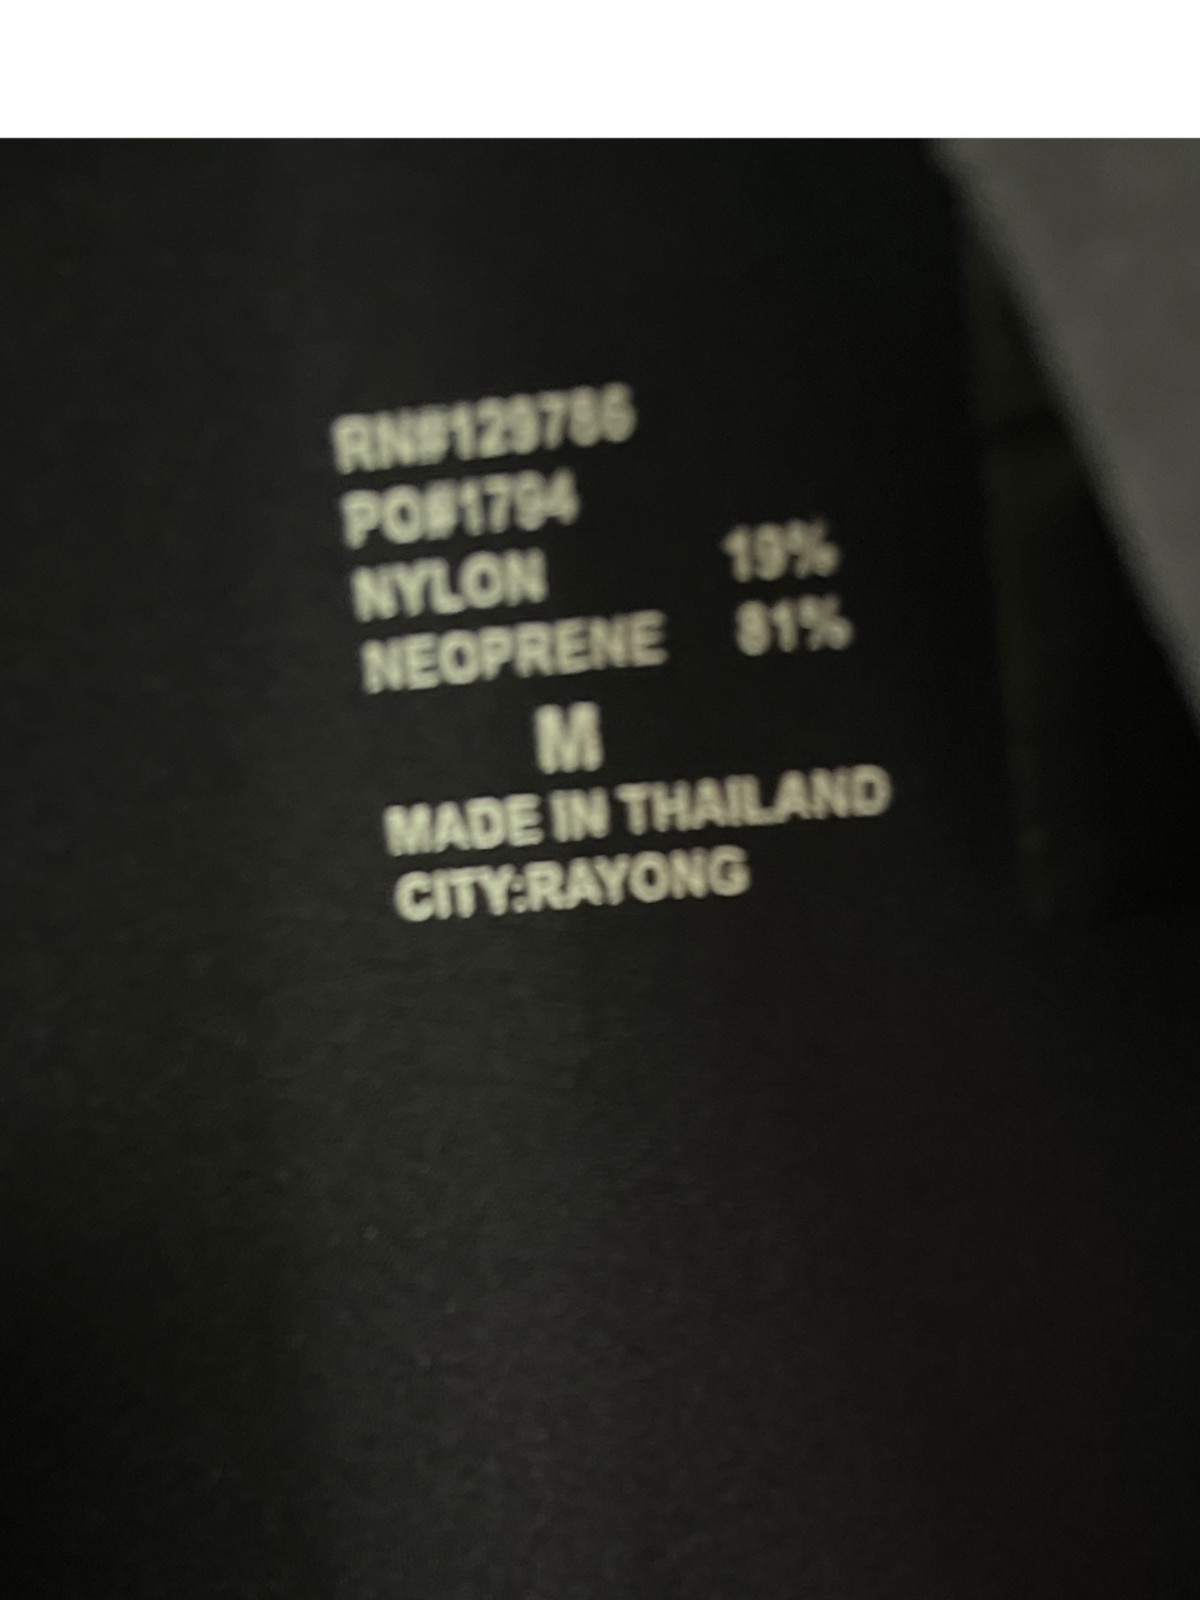 RN#129786
PO#1794
NYLON 19%
NEOPRENE 81%
M
MADE IN THAILAND
CITY:RAYONG